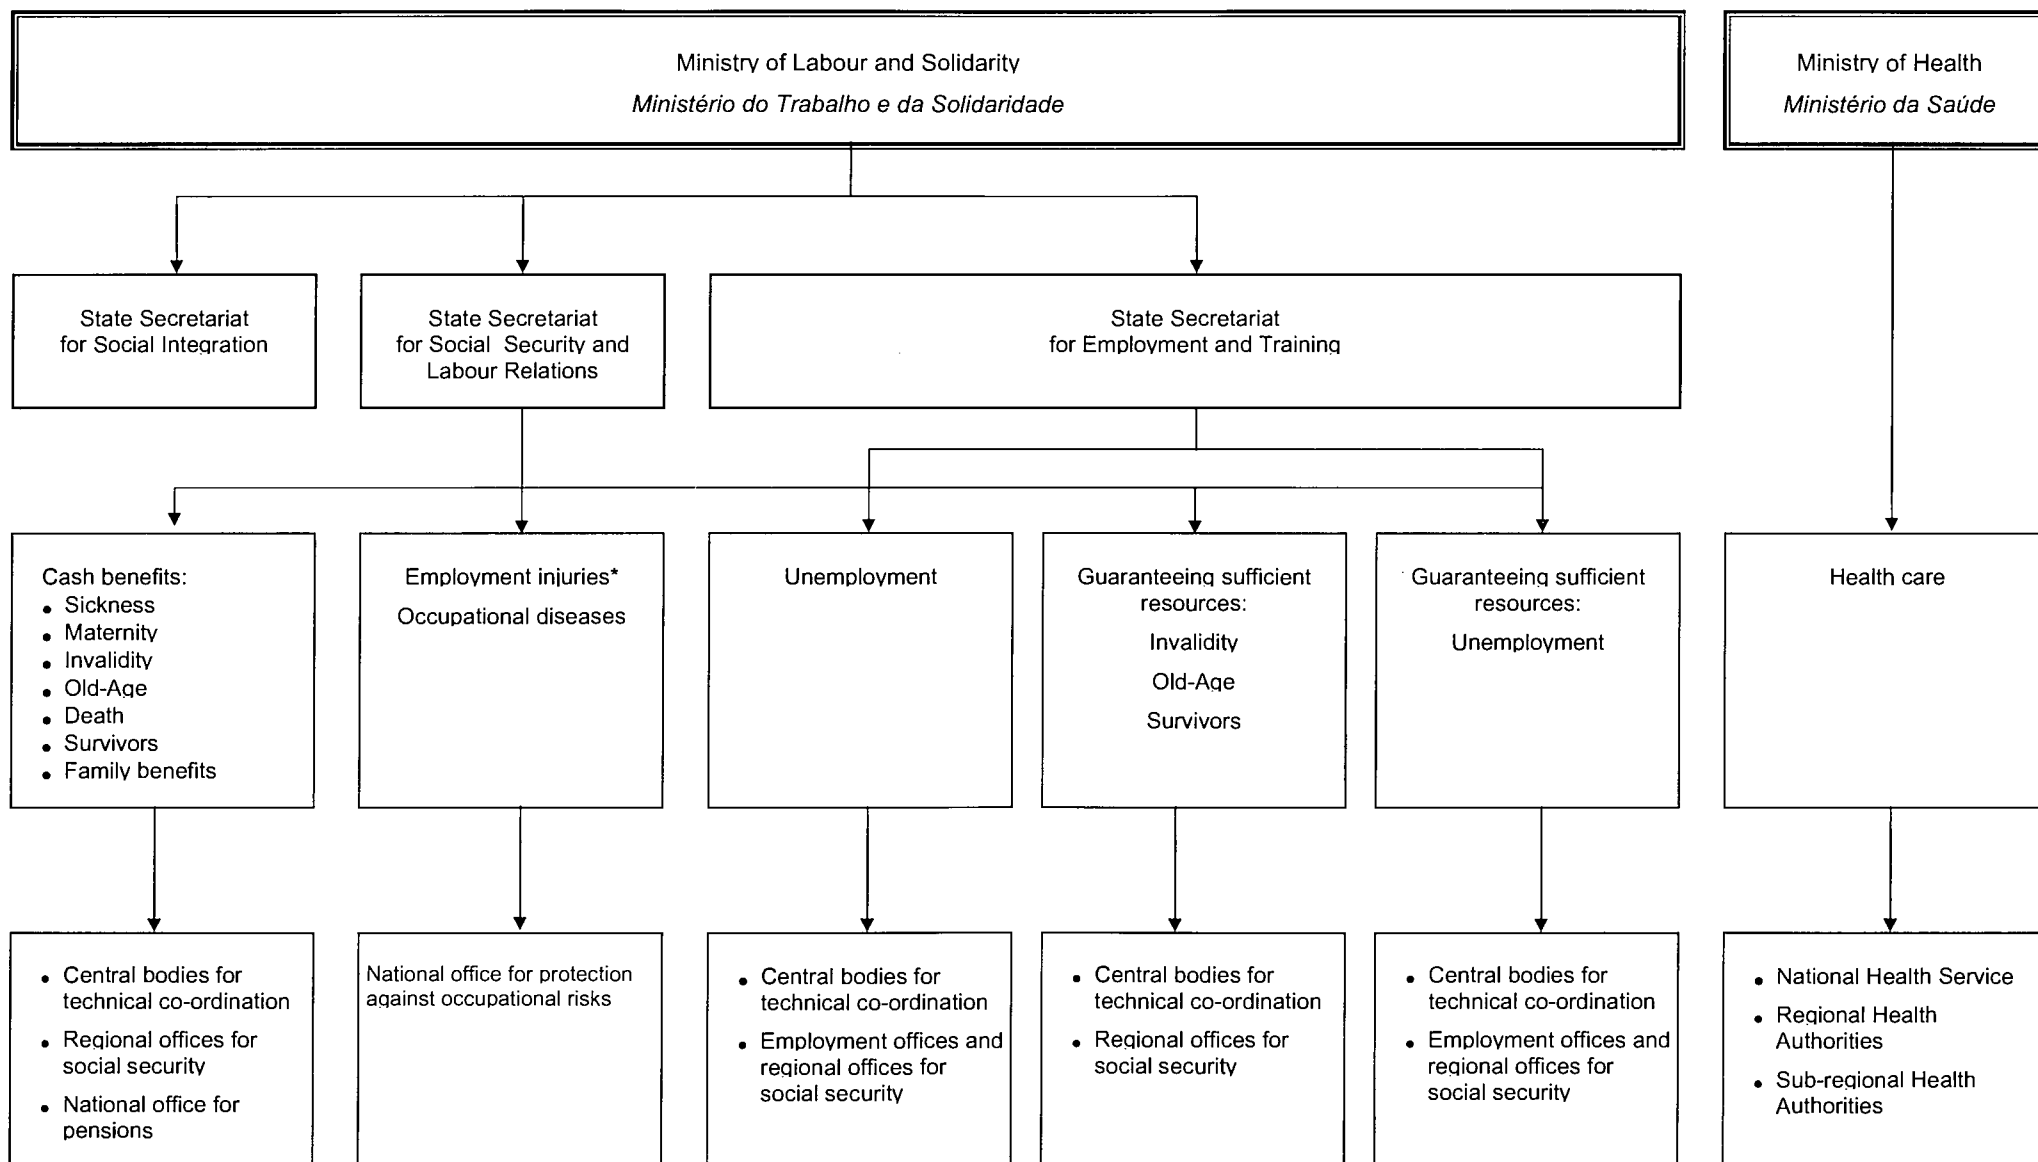 Ministry of Labour and Solidarity
Ministério do Trabalho e da Solidaridade
Ministry of Health
Ministério da Saúde
State Secretariat
for Social Integration
State Secretariat
for Social Security and
Labour Relations
State Secretariat
for Employment and Training
Cash benefits:
• Sickness
• Maternity
• Invalidity
• Old-Age
• Death
• Survivors
• Family benefits
Employment injuries*
Occupational diseases
Unemployment
Guaranteeing sufficient
resources:
Invalidity
Old-Age
Survivors
Guaranteeing sufficient
resources:
Unemployment
Health care
• Central bodies for
technical co-ordination
• Regional offices for
social security
• National office for
pensions
National office for protection
against occupational risks
• Central bodies for
technical co-ordination
• Employment offices and
regional offices for
social security
• Central bodies for
technical co-ordination
• Regional offices for
social security
• Central bodies for
technical co-ordination
• Employment offices and
regional offices for
social security
• National Health Service
• Regional Health
Authorities
• Sub-regional Health
Authorities